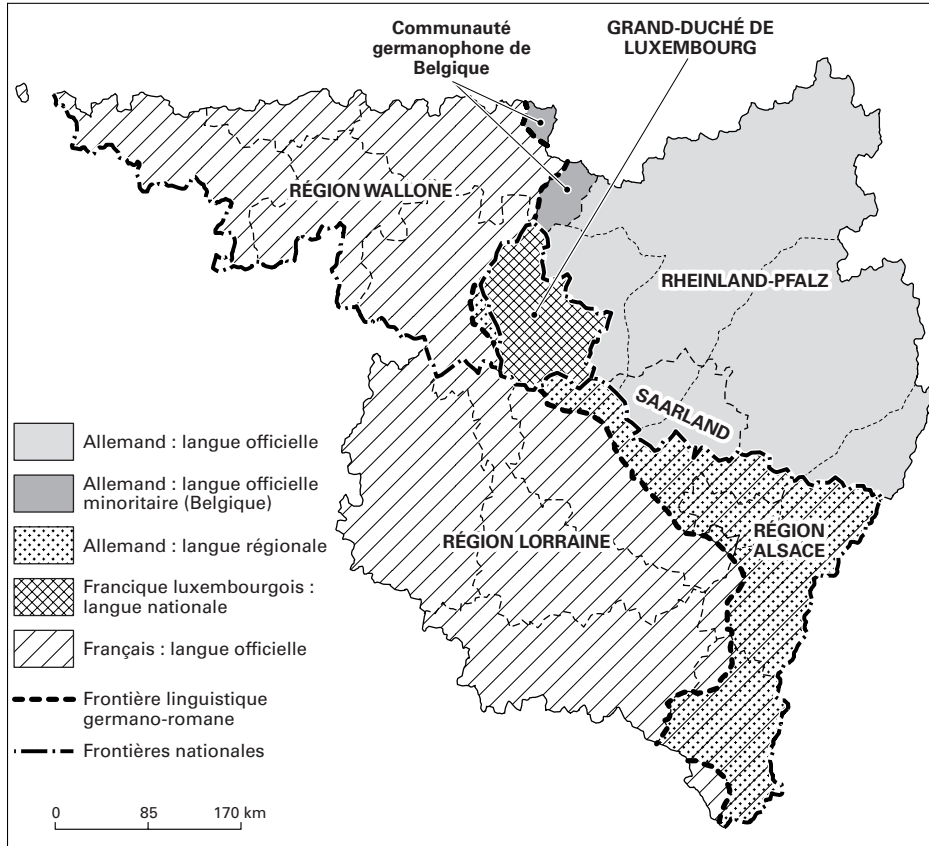 Communauté
germanophone de
Belgique
GRAND-DUCHÉ DE
LUXEMBOURG
RÉGION WALLONE
RHEINLAND-PFALZ
SAARLAND
RÉGION LORRAINE
RÉGION
ALSACE
Allemand : langue officielle
Allemand : langue officielle
minoritaire (Belgique)
Allemand : langue régionale
Francique luxembourgois :
langue nationale
Français : langue officielle
Frontière linguistique
germano-romane
Frontières nationales
0 85 170 km